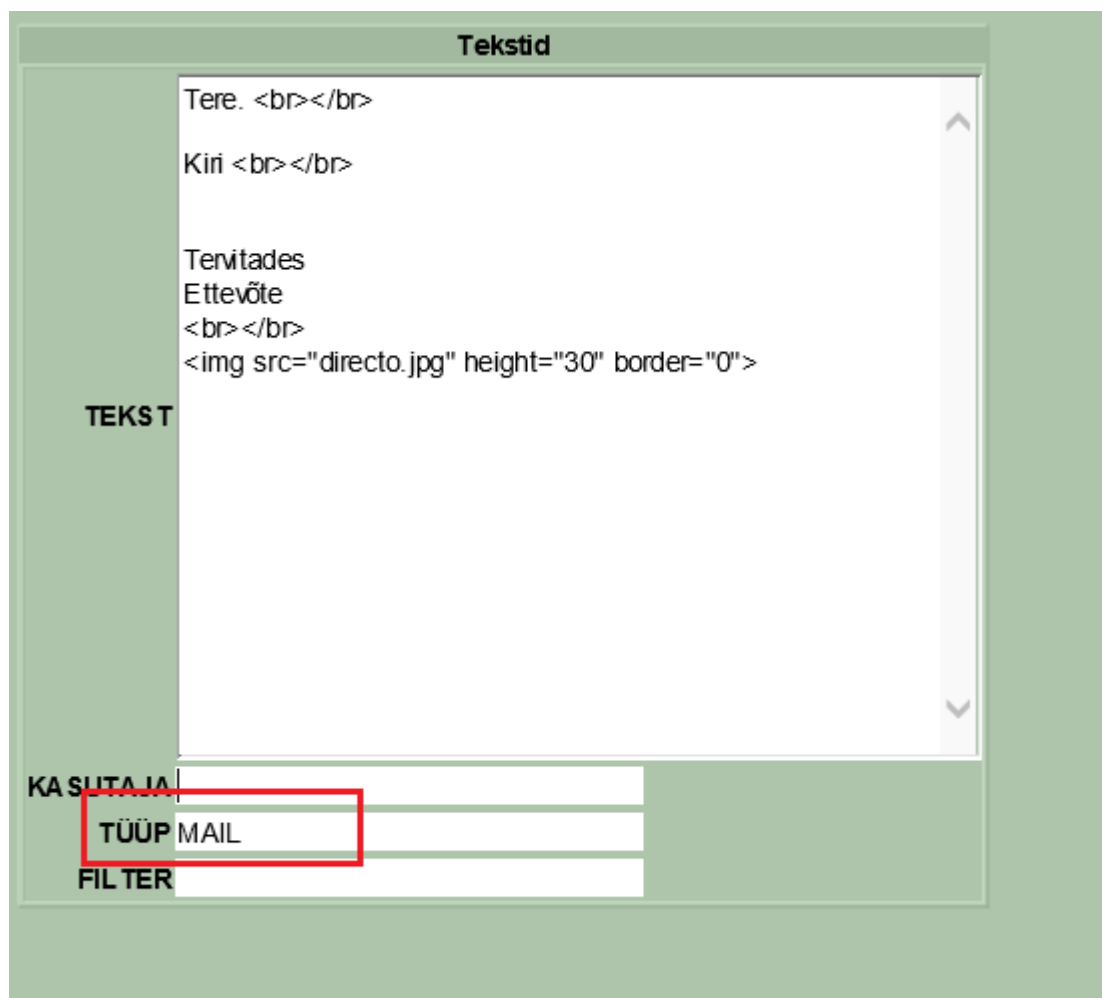 Tekstid
Tere. <br></br>
Kiri <br></br>
Tervitades
Ettevõte
<br></br>
<img src="directo.jpg" height="30" border="0">
TEKST
KASUTAJA
TÜÜP MAIL
FILTER